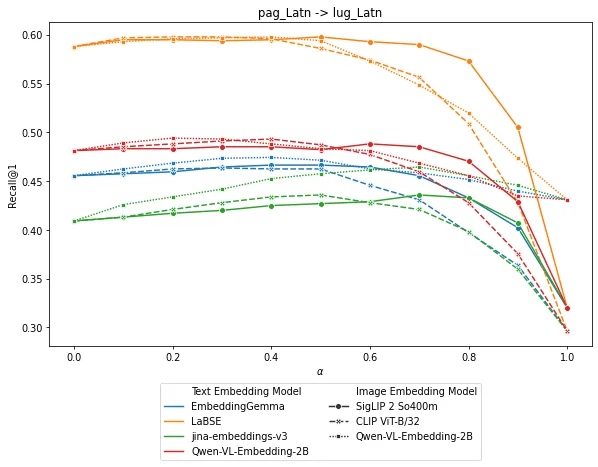 pag_Latn -> lug_Latn
Recall@1
0.60
0.55
0.50
0.45
0.40
0.35
0.30
0.0
0.2
0.4
0.6
0.8
1.0
α
Text Embedding Model
EmbeddingGemma
LaBSE
jina-embeddings-v3
Qwen-VL-Embedding-2B
Image Embedding Model
SigLIP 2 So400m
CLIP ViT-B/32
Qwen-VL-Embedding-2B